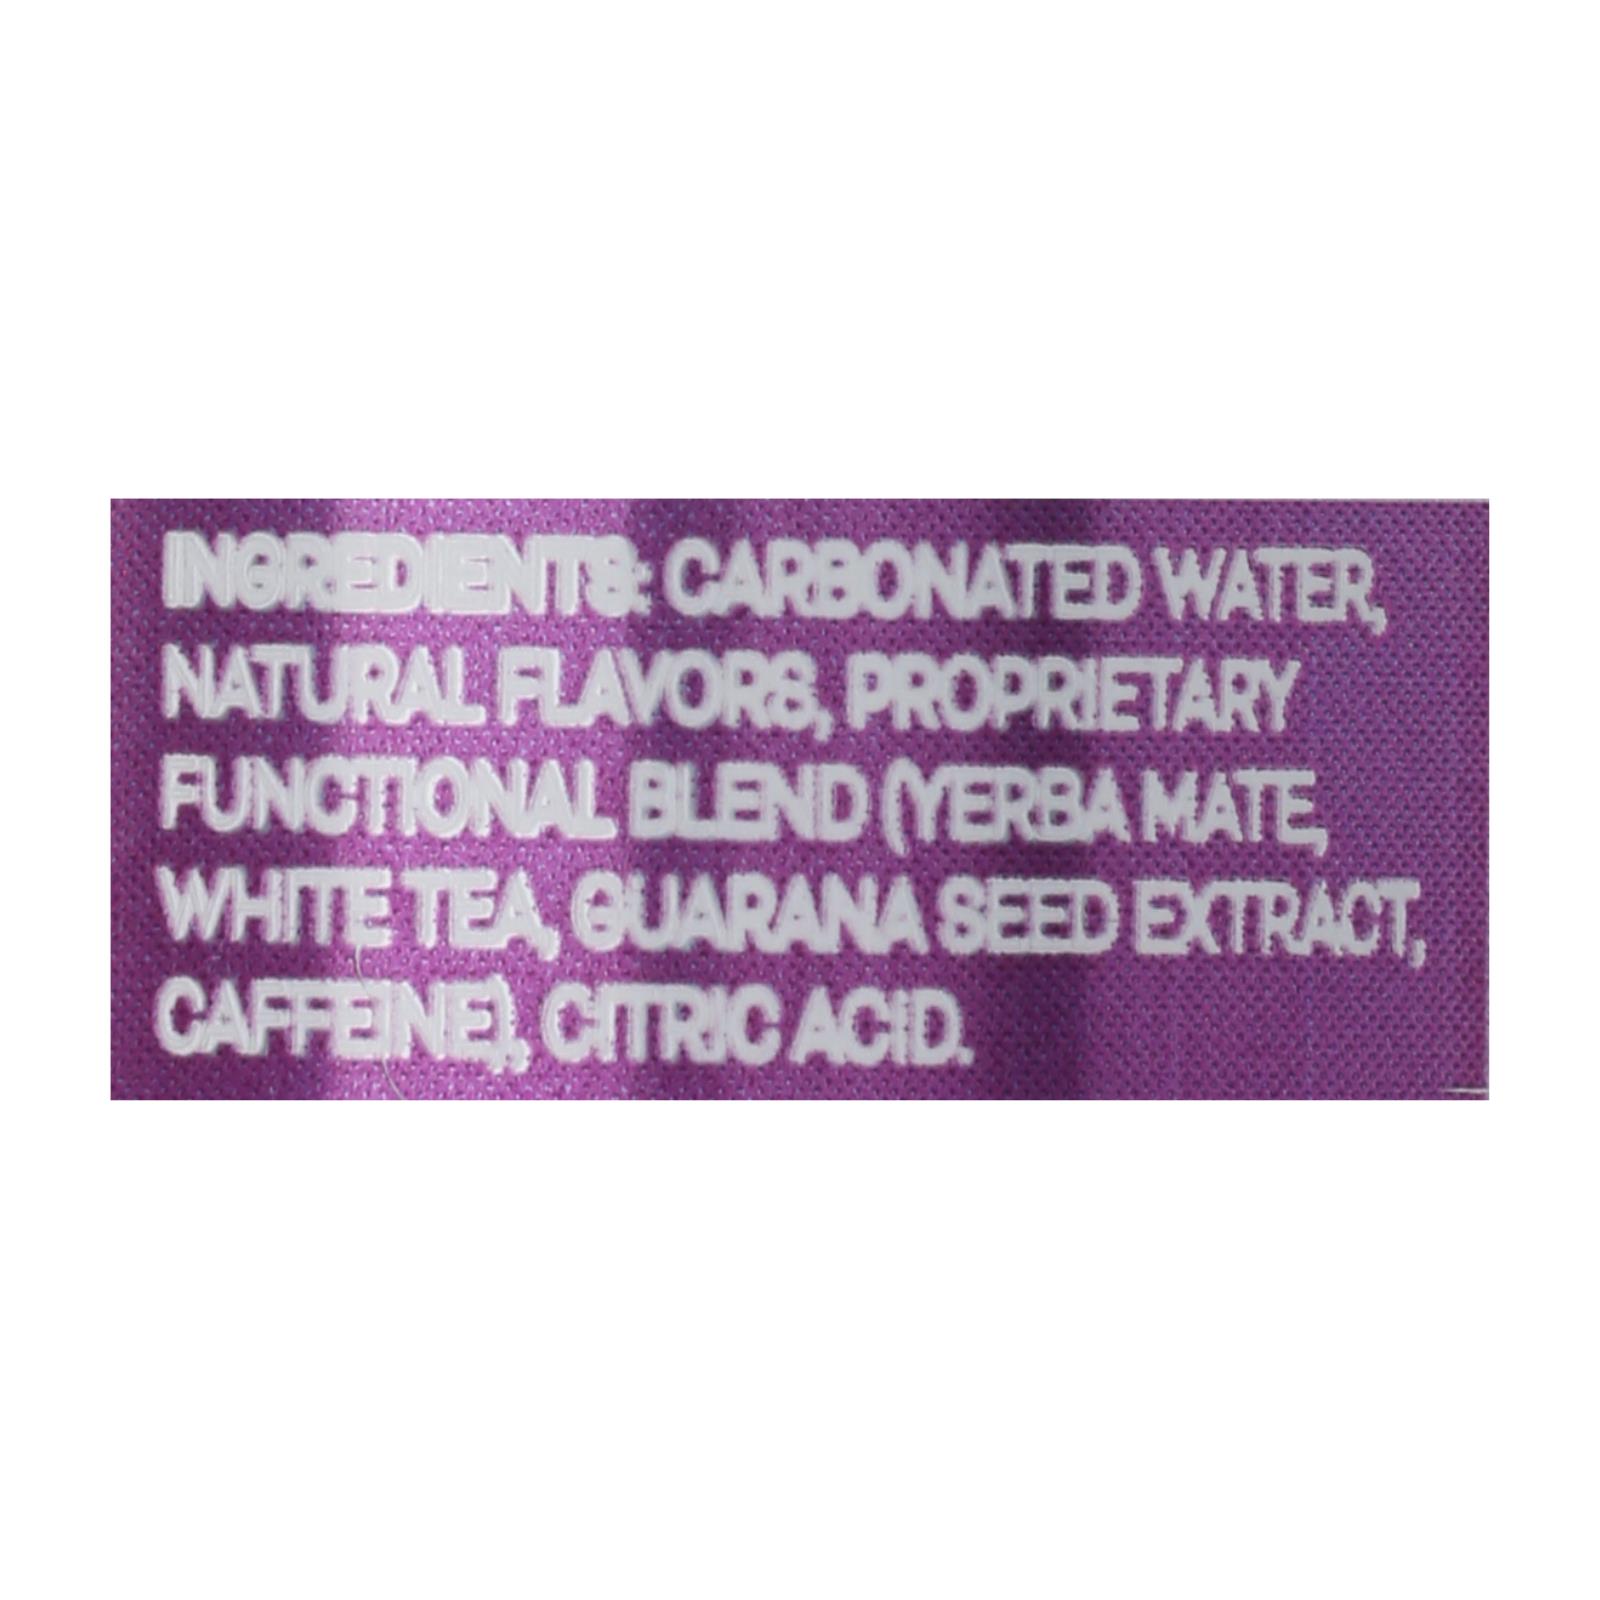 INGREDIENTS: CARBONATED WATER,
NATURAL FLAVORS, PROPRIETARY
FUNCTIONAL BLEND (YERBA MATE,
WHITE TEA, GUARANA SEED EXTRACT,
CAFFEINE), CITRIC ACID.